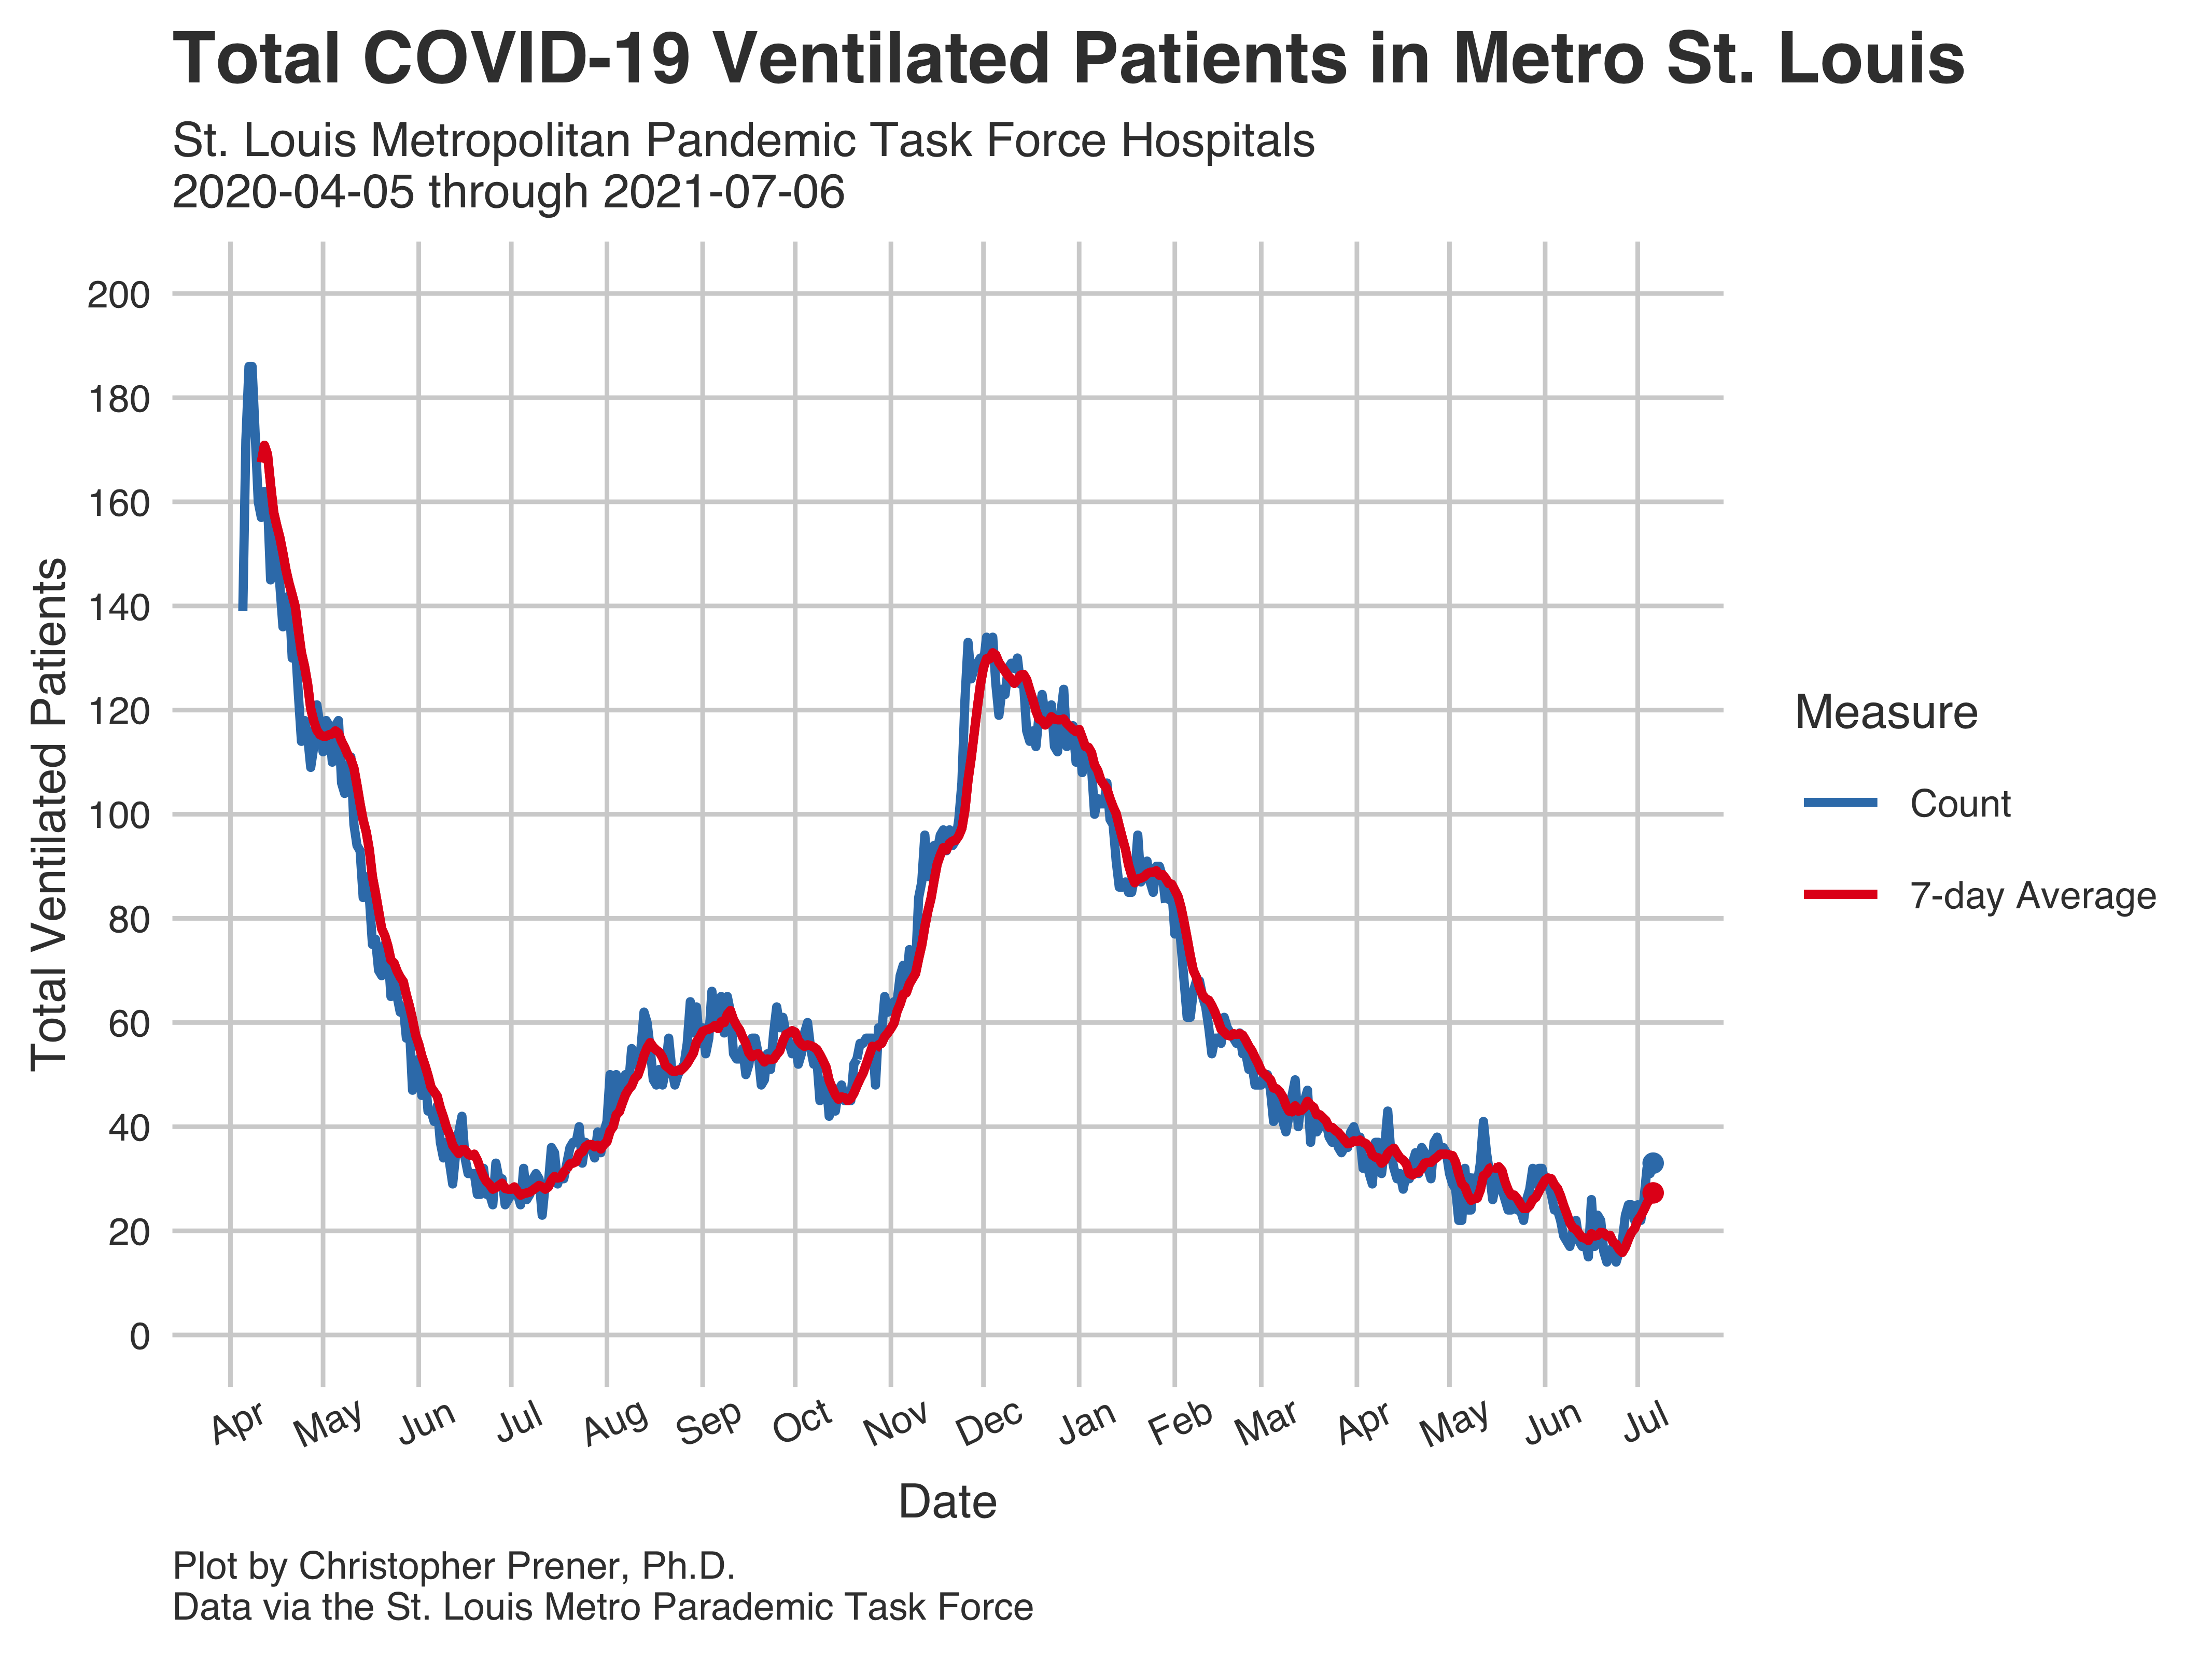 Total COVID-19 Ventilated Patients in Metro St. Louis
St. Louis Metropolitan Pandemic Task Force Hospitals
2020-04-05 through 2021-07-06
Total Ventilated Patients
200
180
160
140
120
100
80
60
40
20
0
Apr May Jun Jul Aug Sep Oct Nov Dec Jan Feb Mar Apr May Jun Jul
Date
Measure
Count
7-day Average
Plot by Christopher Prener, Ph.D.
Data via the St. Louis Metro Parademic Task Force